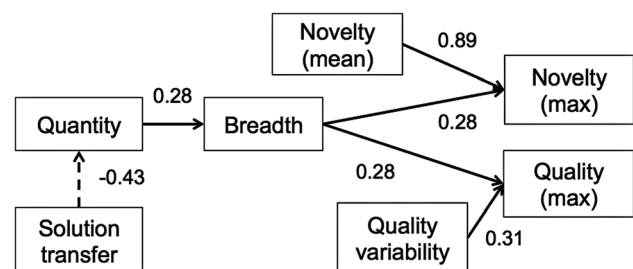 Novelty
(mean)
0.89
Novelty
(max)
0.28
Quantity
Breadth
0.28
-0.43
0.28
Quality
(max)
Solution
transfer
Quality
variability
0.31